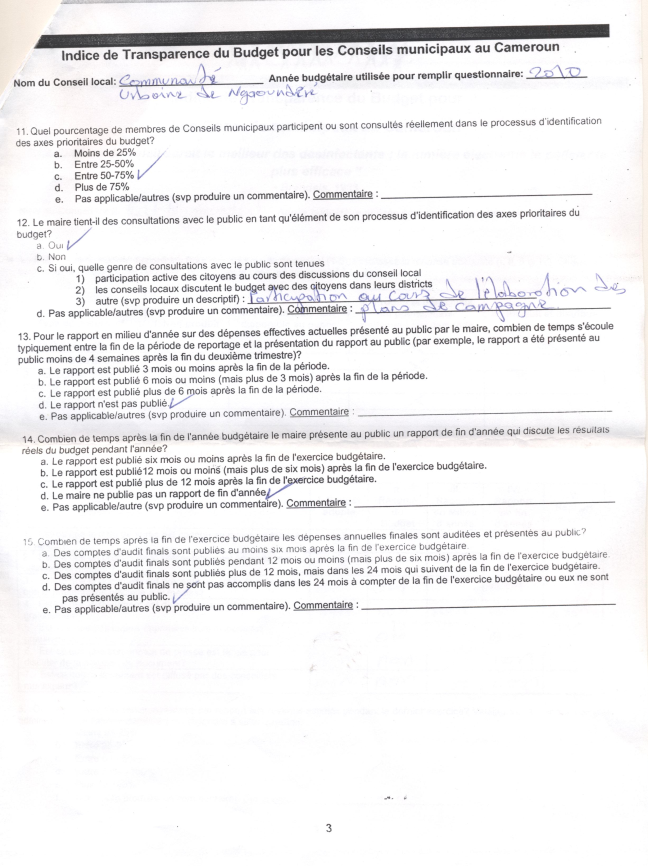 Indice de Transparence du Budget pour les Conseils municipaux au Cameroun
Nom du Conseil local: Communauté Année budgétaire utilisée pour remplir questionnaire: 2010
Urbaine de Ngaoundéré
11. Quel pourcentage de membres de Conseils municipaux participent ou sont consultés réellement dans le processus d'identification
des axes prioritaires du budget?
a. Moins de 25%
b. Entre 25-50%
c. Entre 50-75%
d. Plus de 75%
e. Pas applicable/autres (svp produire un commentaire). Commentaire :
12. Le maire tient-il des consultations avec le public en tant qu'élément de son processus d'identification des axes prioritaires du
budget?
a. Oui
b. Non
c. Si oui, quelle genre de consultations avec le public sont tenues
1) participation active des citoyens au cours des discussions du conseil local
2) les conseils locaux discutent le budget avec des citoyens dans leurs districts
3) autre (svp produire un descriptif) : Participation au cours de l'élaboration des
d. Pas applicable/autres (svp produire un commentaire). Commentaire : plans de campagne
13. Pour le rapport en milieu d'année sur des dépenses effectives actuelles présenté au public par le maire, combien de temps s'écoule
typiquement entre la fin de la période de reportage et la présentation du rapport au public (par exemple, le rapport a été présenté au
public moins de 4 semaines après la fin du deuxième trimestre)?
a. Le rapport est publié 3 mois ou moins après la fin de la période.
b. Le rapport est publié 6 mois ou moins (mais plus de 3 mois) après la fin de la période.
c. Le rapport est publié plus de 6 mois après la fin de la période.
d. Le rapport n'est pas publié
e. Pas applicable/autres (svp produire un commentaire). Commentaire :
14. Combien de temps après la fin de l'année budgétaire le maire présente au public un rapport de fin d'année qui discute les résultats
réels du budget pendant l'année?
a. Le rapport est publié six mois ou moins après la fin de l'exercice budgétaire.
b. Le rapport est publié12 mois ou moins (mais plus de six mois) après la fin de l'exercice budgétaire.
c. Le rapport est publié plus de 12 mois après la fin de l'exercice budgétaire.
d. Le maire ne publie pas un rapport de fin d'année
e. Pas applicable/autre (svp produire un commentaire). Commentaire :
15. Combien de temps après la fin de l'exercice budgétaire les dépenses annuelles finales sont auditées et présentés au public?
a. Des comptes d'audit finals sont publiés au moins six mois après la fin de l'exercice budgétaire.
b. Des comptes d'audit finals sont publiés pendant 12 mois ou moins (mais plus de six mois) après la fin de l'exercice budgétaire.
c. Des comptes d'audit finals sont publiés plus de 12 mois, mais dans les 24 mois qui suivent de la fin de l'exercice budgétaire.
d. Des comptes d'audit finals ne sont pas accomplis dans les 24 mois à compter de la fin de l'exercice budgétaire ou eux ne sont
pas présentés au public.
e. Pas applicable/autres (svp produire un commentaire). Commentaire :
3